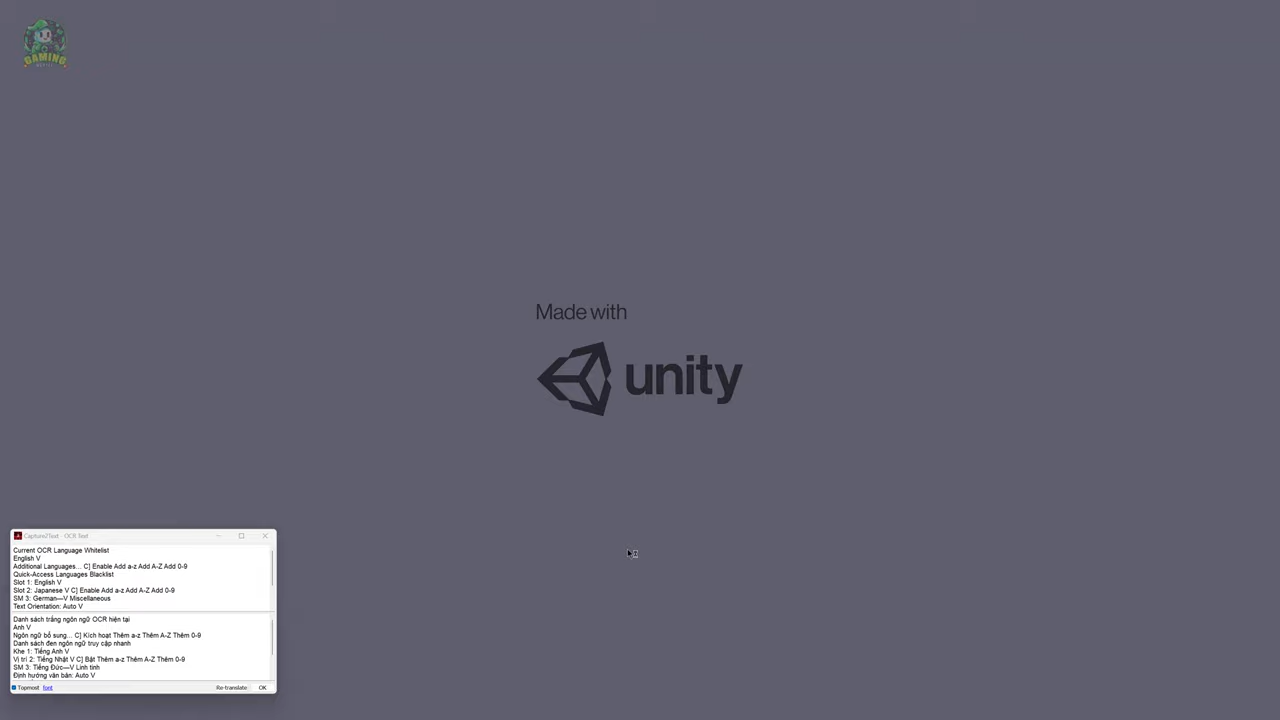 GAMING
Made with
unity
Capture2Text - OCR Text
Current OCR Language Whitelist
English V
Additional Languages... C] Enable Add a-z Add A-Z Add 0-9
Quick-Access Languages Blacklist
Slot 1: English V
Slot 2: Japanese V C] Enable Add a-z Add A-Z Add 0-9
SM 3: German—V Miscellaneous
Text Orientation: Auto V
Danh sách trắng ngôn ngữ OCR hiện tại
Anh V
Ngôn ngữ bổ sung... C] Kích hoạt Thêm a-z Thêm A-Z Thêm 0-9
Danh sách đen ngôn ngữ truy cập nhanh
Khe 1: Tiếng Anh V
Vị trí 2: Tiếng Nhật V C] Bật Thêm a-z Thêm A-Z Thêm 0-9
SM 3: Tiếng Đức—V Linh tinh
Định hướng văn bản: Auto V
Topmost font Re-translate OK